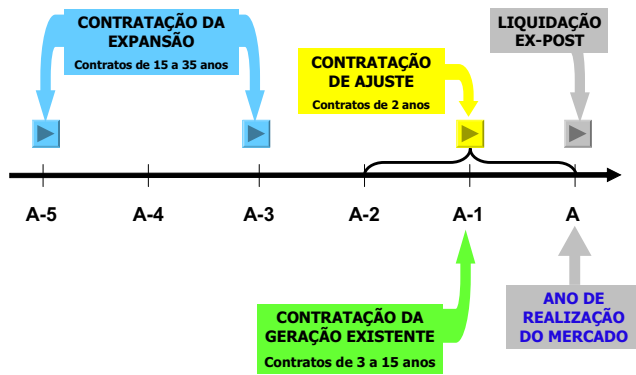 CONTRATAÇÃO DA
EXPANSÃO
Contratos de 15 a 35 anos
CONTRATAÇÃO
DE AJUSTE
Contratos de 2 anos
LIQUIDAÇÃO
EX-POST
A-5
A-4
A-3
A-2
A-1
A
CONTRATAÇÃO DA
GERAÇÃO EXISTENTE
Contratos de 3 a 15 anos
ANO DE
REALIZAÇÃO
DO MERCADO